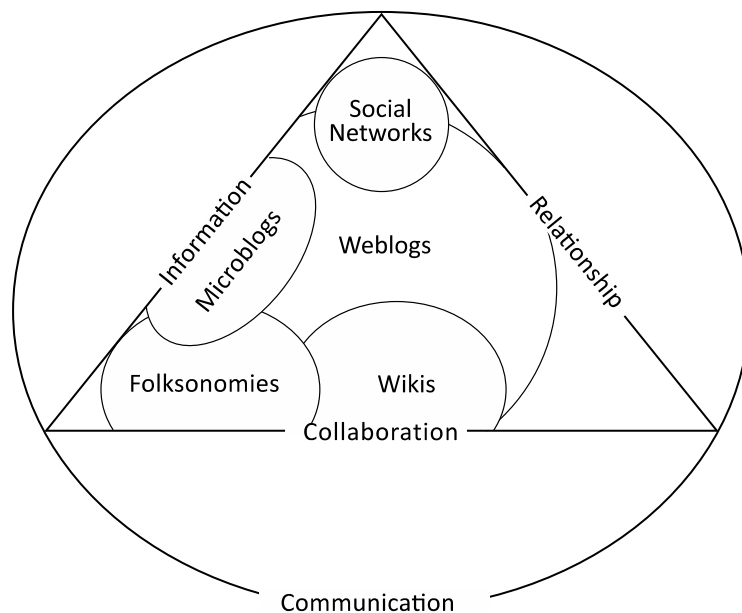 Social
Networks
Information
Microblogs
Weblogs
Relationship
Folksonomies
Wikis
Collaboration
Communication